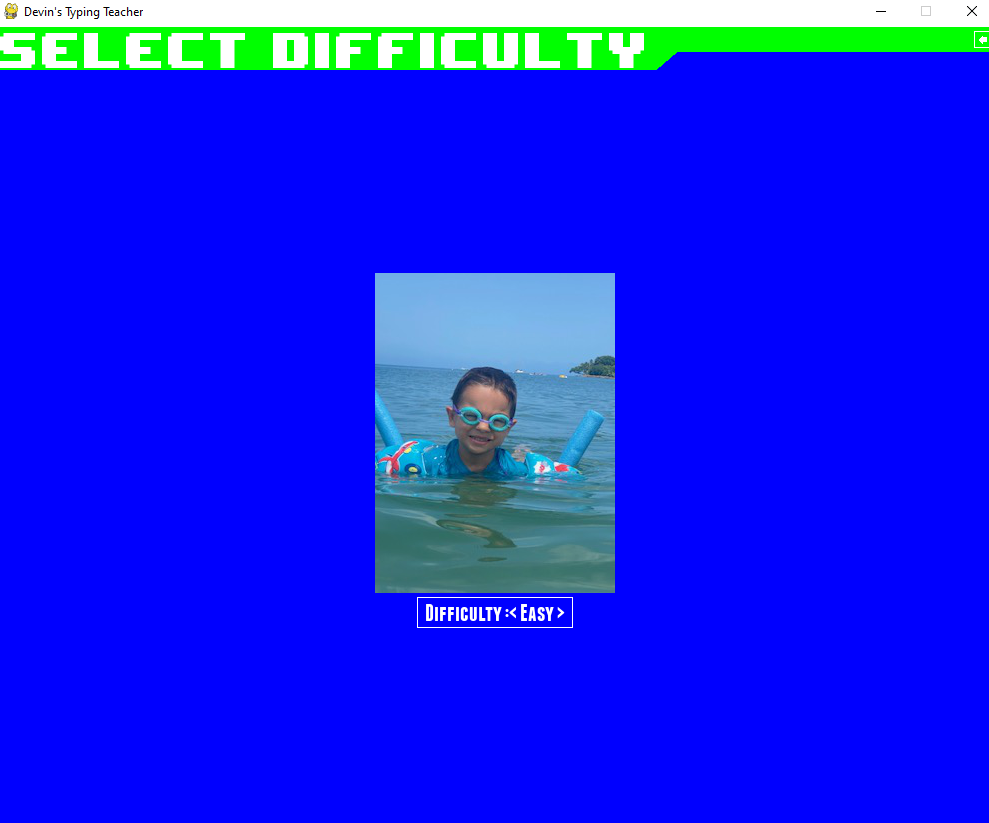 Devin's Typing Teacher
SELECT DIFFICULTY
Difficulty :< Easy >